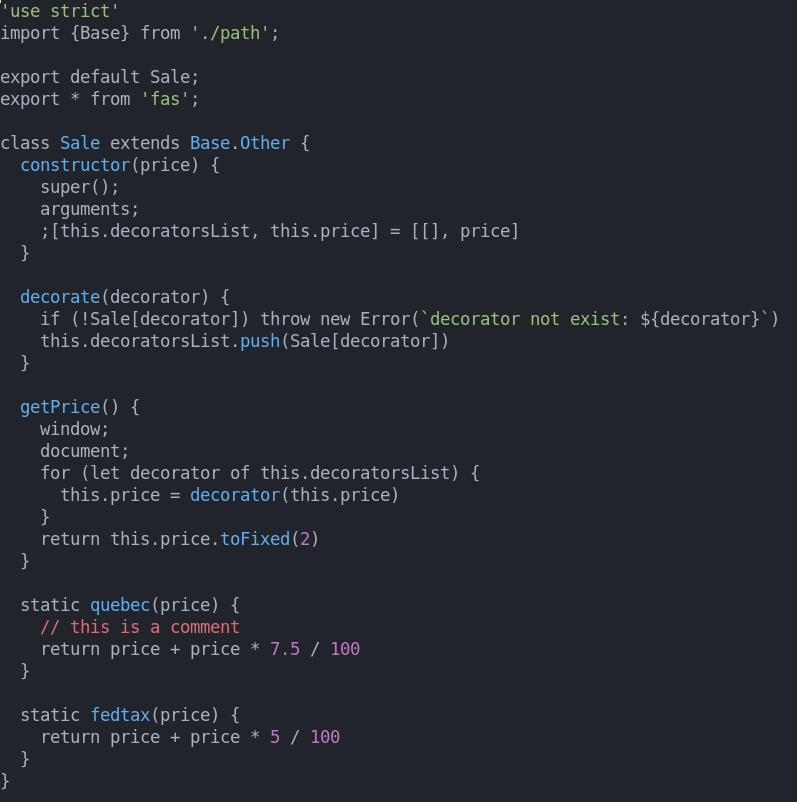 'use strict'
import {Base} from './path';

export default Sale;
export * from 'fas';

class Sale extends Base.Other {
  constructor(price) {
    super();
    arguments;
    ;[this.decoratorsList, this.price] = [[], price]
  }

  decorate(decorator) {
    if (!Sale[decorator]) throw new Error(`decorator not exist: ${decorator}`)
    this.decoratorsList.push(Sale[decorator])
  }

  getPrice() {
    window;
    document;
    for (let decorator of this.decoratorsList) {
      this.price = decorator(this.price)
    }
    return this.price.toFixed(2)
  }

  static quebec(price) {
    // this is a comment
    return price + price * 7.5 / 100
  }

  static fedtax(price) {
    return price + price * 5 / 100
  }
}